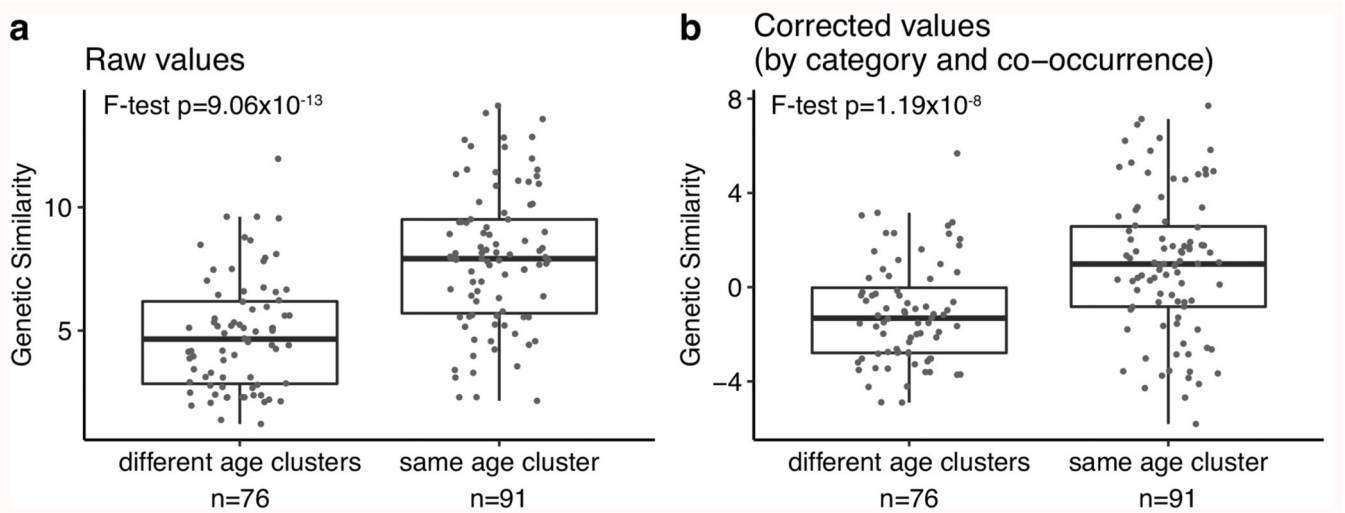 a
Raw values
F-test p=9.06x10⁻¹³
Genetic Similarity
10
5
different age clusters
n=76
same age cluster
n=91
b
Corrected values
(by category and co−occurrence)
F-test p=1.19x10⁻⁸
Genetic Similarity
8
4
0
−4
different age clusters
n=76
same age cluster
n=91